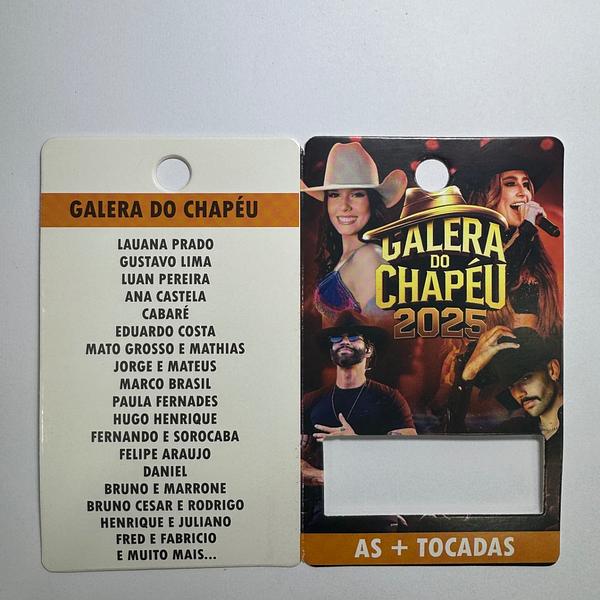 GALERA DO CHAPÉU
LAUANA PRADO
GUSTAVO LIMA
LUAN PEREIRA
ANA CASTELA
CABARÉ
EDUARDO COSTA
MATO GROSSO E MATHIAS
JORGE E MATEUS
MARCO BRASIL
PAULA FERNADES
HUGO HENRIQUE
FERNANDO E SOROCABA
FELIPE ARAUJO
DANIEL
BRUNO E MARRONE
BRUNO CESAR E RODRIGO
HENRIQUE E JULIANO
FRED E FABRICIO
E MUITO MAIS...
GALERA
DO
CHAPÉU
2025
AS + TOCADAS